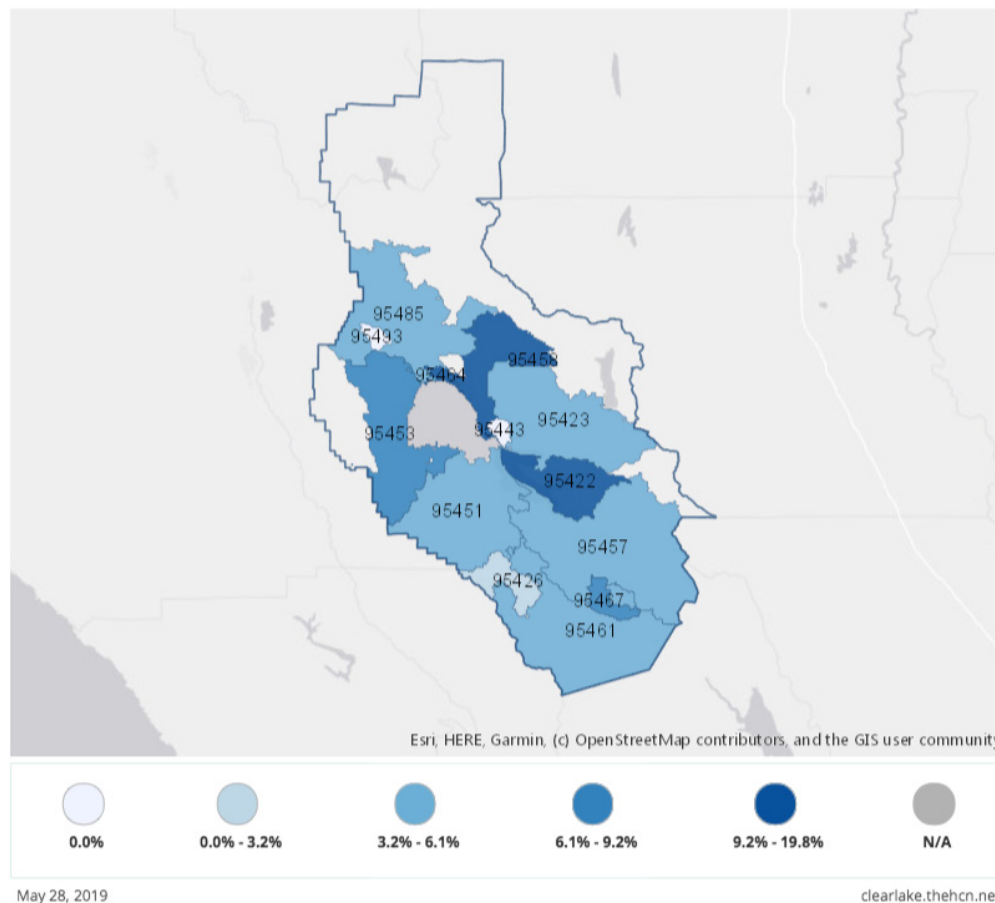 95485
95493
95458
95464
95423
95443
95453
95422
95451
95457
95426
95467
95461
Esri, HERE, Garmin, (c) OpenStreetMap contributors, and the GIS user community
0.0%
0.0% - 3.2%
3.2% - 6.1%
6.1% - 9.2%
9.2% - 19.8%
N/A
May 28, 2019
clearlake.thehcn.ne